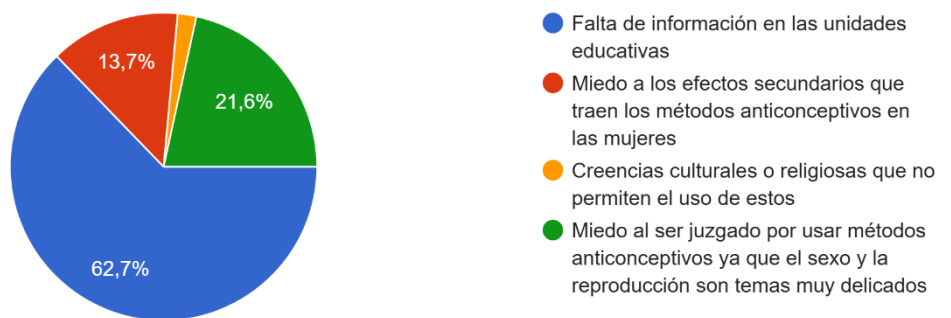 13,7%
21,6%
62,7%
Falta de información en las unidades
educativas
Miedo a los efectos secundarios que
traen los métodos anticonceptivos en
las mujeres
Creencias culturales o religiosas que no
permiten el uso de estos
Miedo al ser juzgado por usar métodos
anticonceptivos ya que el sexo y la
reproducción son temas muy delicados